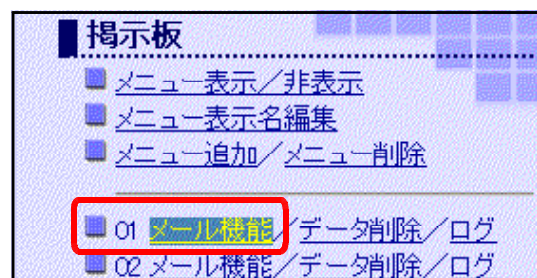 掲示板
メニュー表示／非表示
メニュー表示名編集
メニュー追加／メニュー削除
01 メール機能／データ削除／ログ
02 メール機能／データ削除／ログ